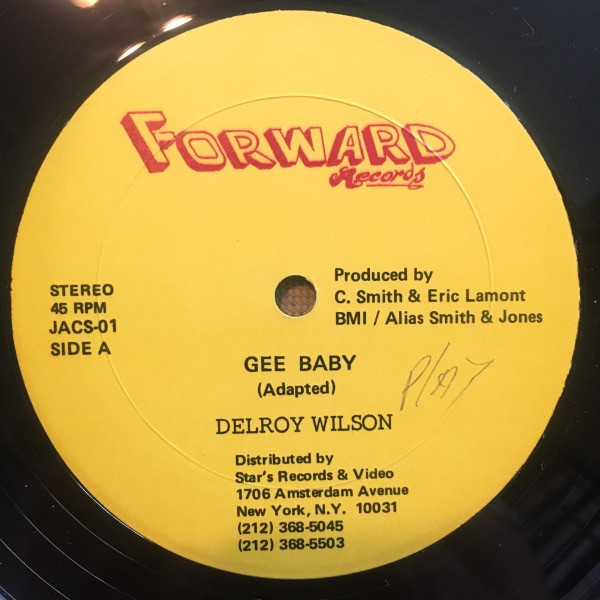 FORWARD
Records
STEREO
45 RPM
JACS-01
SIDE A
Produced by
C. Smith & Eric Lamont
BMI / Alias Smith & Jones
GEE BABY
(Adapted)
Play
DELROY WILSON
Distributed by
Star's Records & Video
1706 Amsterdam Avenue
New York, N.Y. 10031
(212) 368-5045
(212) 368-5503